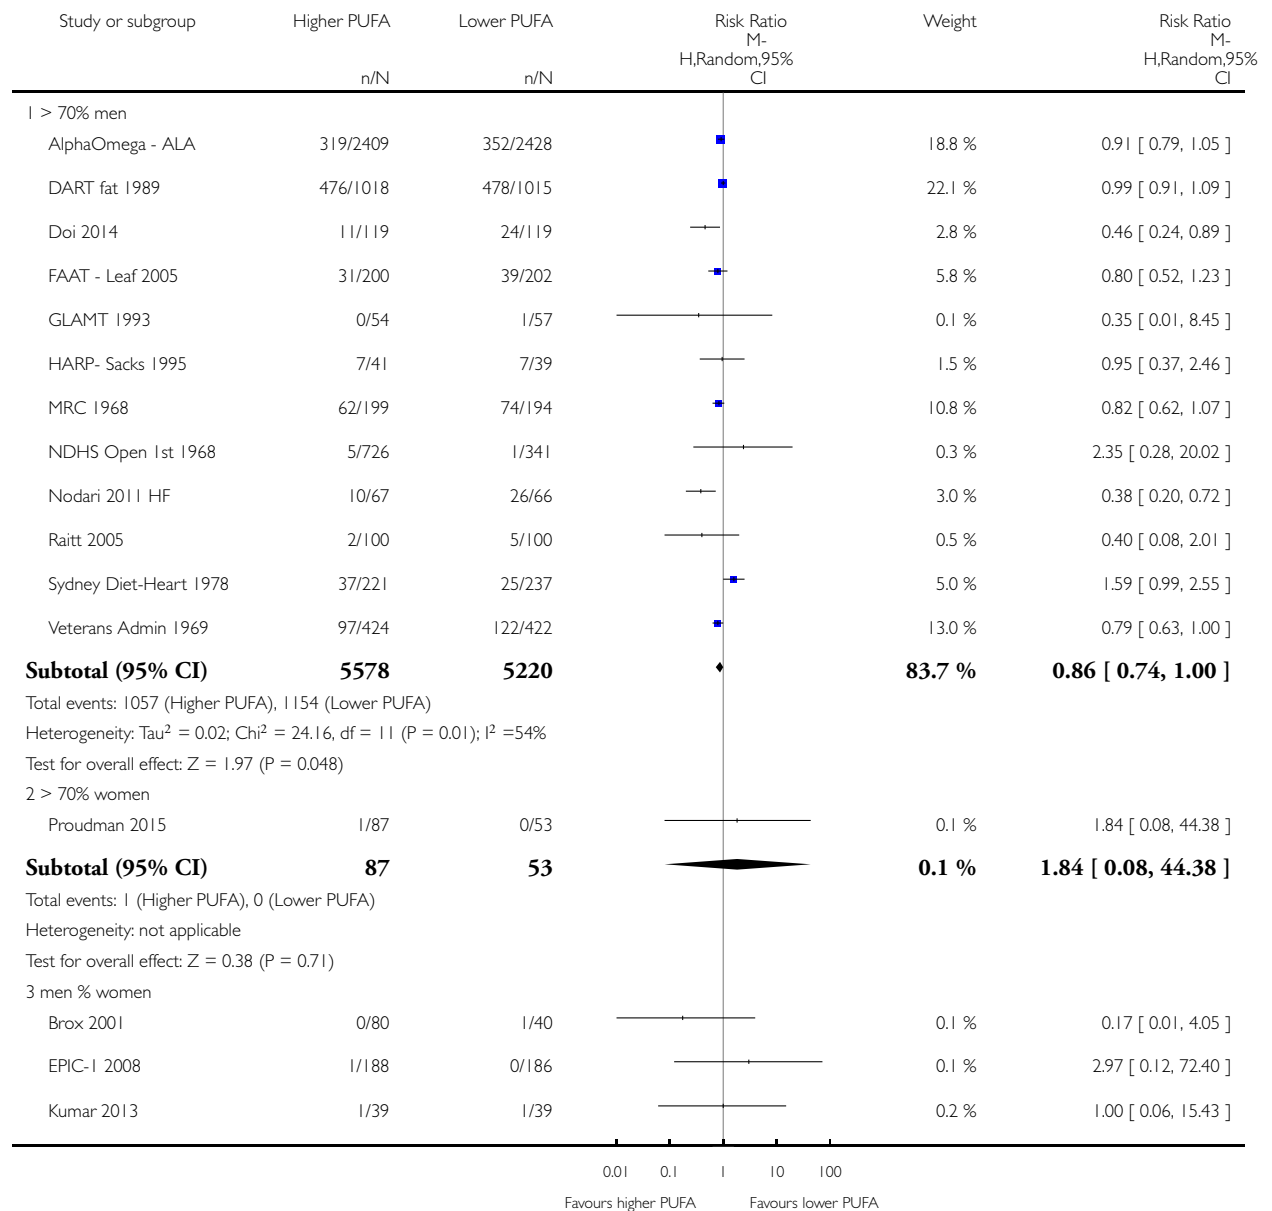 Study or subgroup Higher PUFA Lower PUFA Risk Ratio Weight Risk Ratio
M- M-
H,Random,95% H,Random,95%
n/N n/N CI CI
1 > 70% men
AlphaOmega - ALA 319/2409 352/2428 18.8 % 0.91 [ 0.79, 1.05 ]
DART fat 1989 476/1018 478/1015 22.1 % 0.99 [ 0.91, 1.09 ]
Doi 2014 11/119 24/119 2.8 % 0.46 [ 0.24, 0.89 ]
FAAT - Leaf 2005 31/200 39/202 5.8 % 0.80 [ 0.52, 1.23 ]
GLAMT 1993 0/54 1/57 0.1 % 0.35 [ 0.01, 8.45 ]
HARP- Sacks 1995 7/41 7/39 1.5 % 0.95 [ 0.37, 2.46 ]
MRC 1968 62/199 74/194 10.8 % 0.82 [ 0.62, 1.07 ]
NDHS Open 1st 1968 5/726 1/341 0.3 % 2.35 [ 0.28, 20.02 ]
Nodari 2011 HF 10/67 26/66 3.0 % 0.38 [ 0.20, 0.72 ]
Raitt 2005 2/100 5/100 0.5 % 0.40 [ 0.08, 2.01 ]
Sydney Diet-Heart 1978 37/221 25/237 5.0 % 1.59 [ 0.99, 2.55 ]
Veterans Admin 1969 97/424 122/422 13.0 % 0.79 [ 0.63, 1.00 ]
Subtotal (95% CI) 5578 5220 83.7 % 0.86 [ 0.74, 1.00 ]
Total events: 1057 (Higher PUFA), 1154 (Lower PUFA)
Heterogeneity: Tau² = 0.02; Chi² = 24.16, df = 11 (P = 0.01); I² =54%
Test for overall effect: Z = 1.97 (P = 0.048)
2 > 70% women
Proudman 2015 1/87 0/53 0.1 % 1.84 [ 0.08, 44.38 ]
Subtotal (95% CI) 87 53 0.1 % 1.84 [ 0.08, 44.38 ]
Total events: 1 (Higher PUFA), 0 (Lower PUFA)
Heterogeneity: not applicable
Test for overall effect: Z = 0.38 (P = 0.71)
3 men % women
Brox 2001 0/80 1/40 0.1 % 0.17 [ 0.01, 4.05 ]
EPIC-1 2008 1/188 0/186 0.1 % 2.97 [ 0.12, 72.40 ]
Kumar 2013 1/39 1/39 0.2 % 1.00 [ 0.06, 15.43 ]
0.01 0.1 1 10 100
Favours higher PUFA Favours lower PUFA